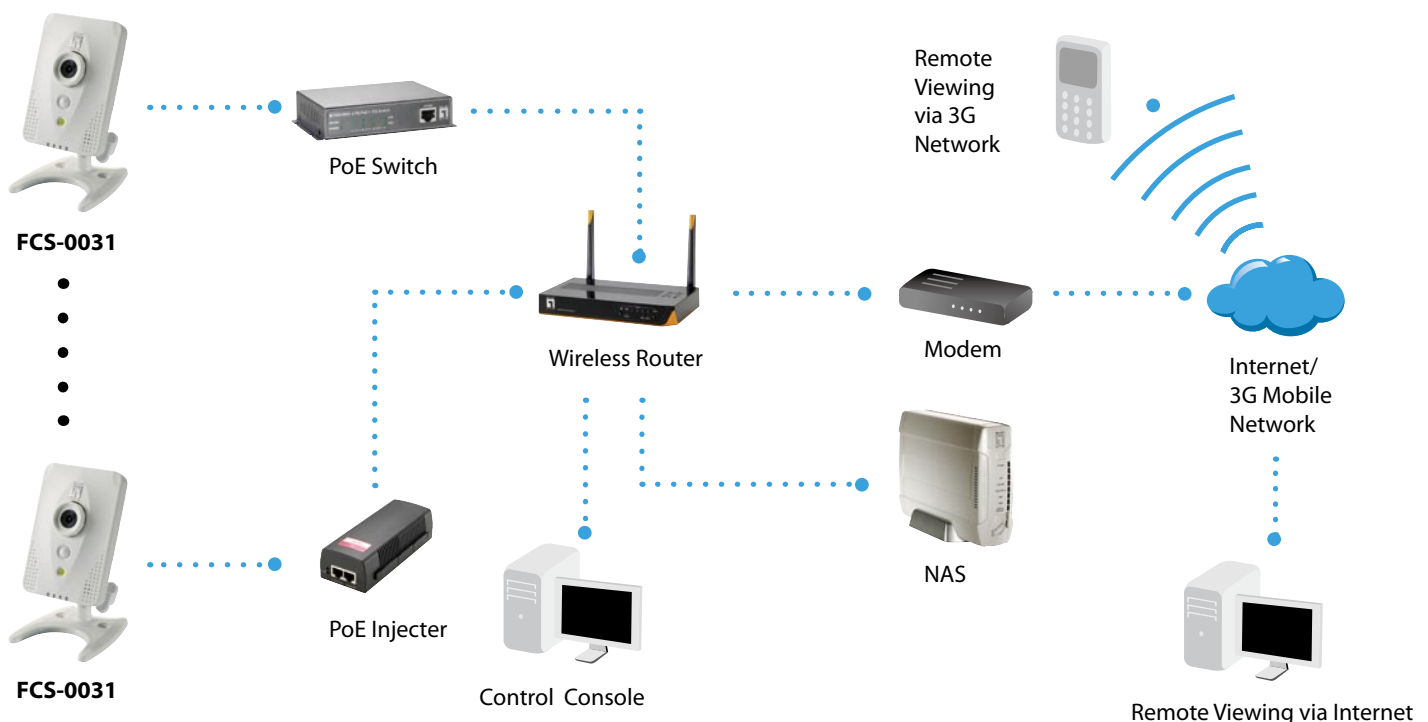 Remote
Viewing
via 3G
Network
PoE Switch
FCS-0031
Wireless Router
Modem
Internet/
3G Mobile
Network
NAS
PoE Injecter
FCS-0031
Control Console
Remote Viewing via Internet